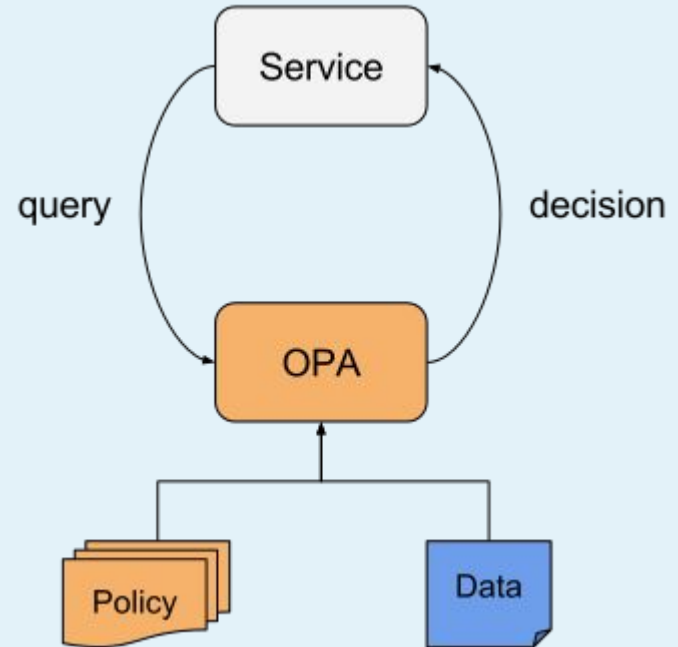 Service
query
decision
OPA
Policy
Data